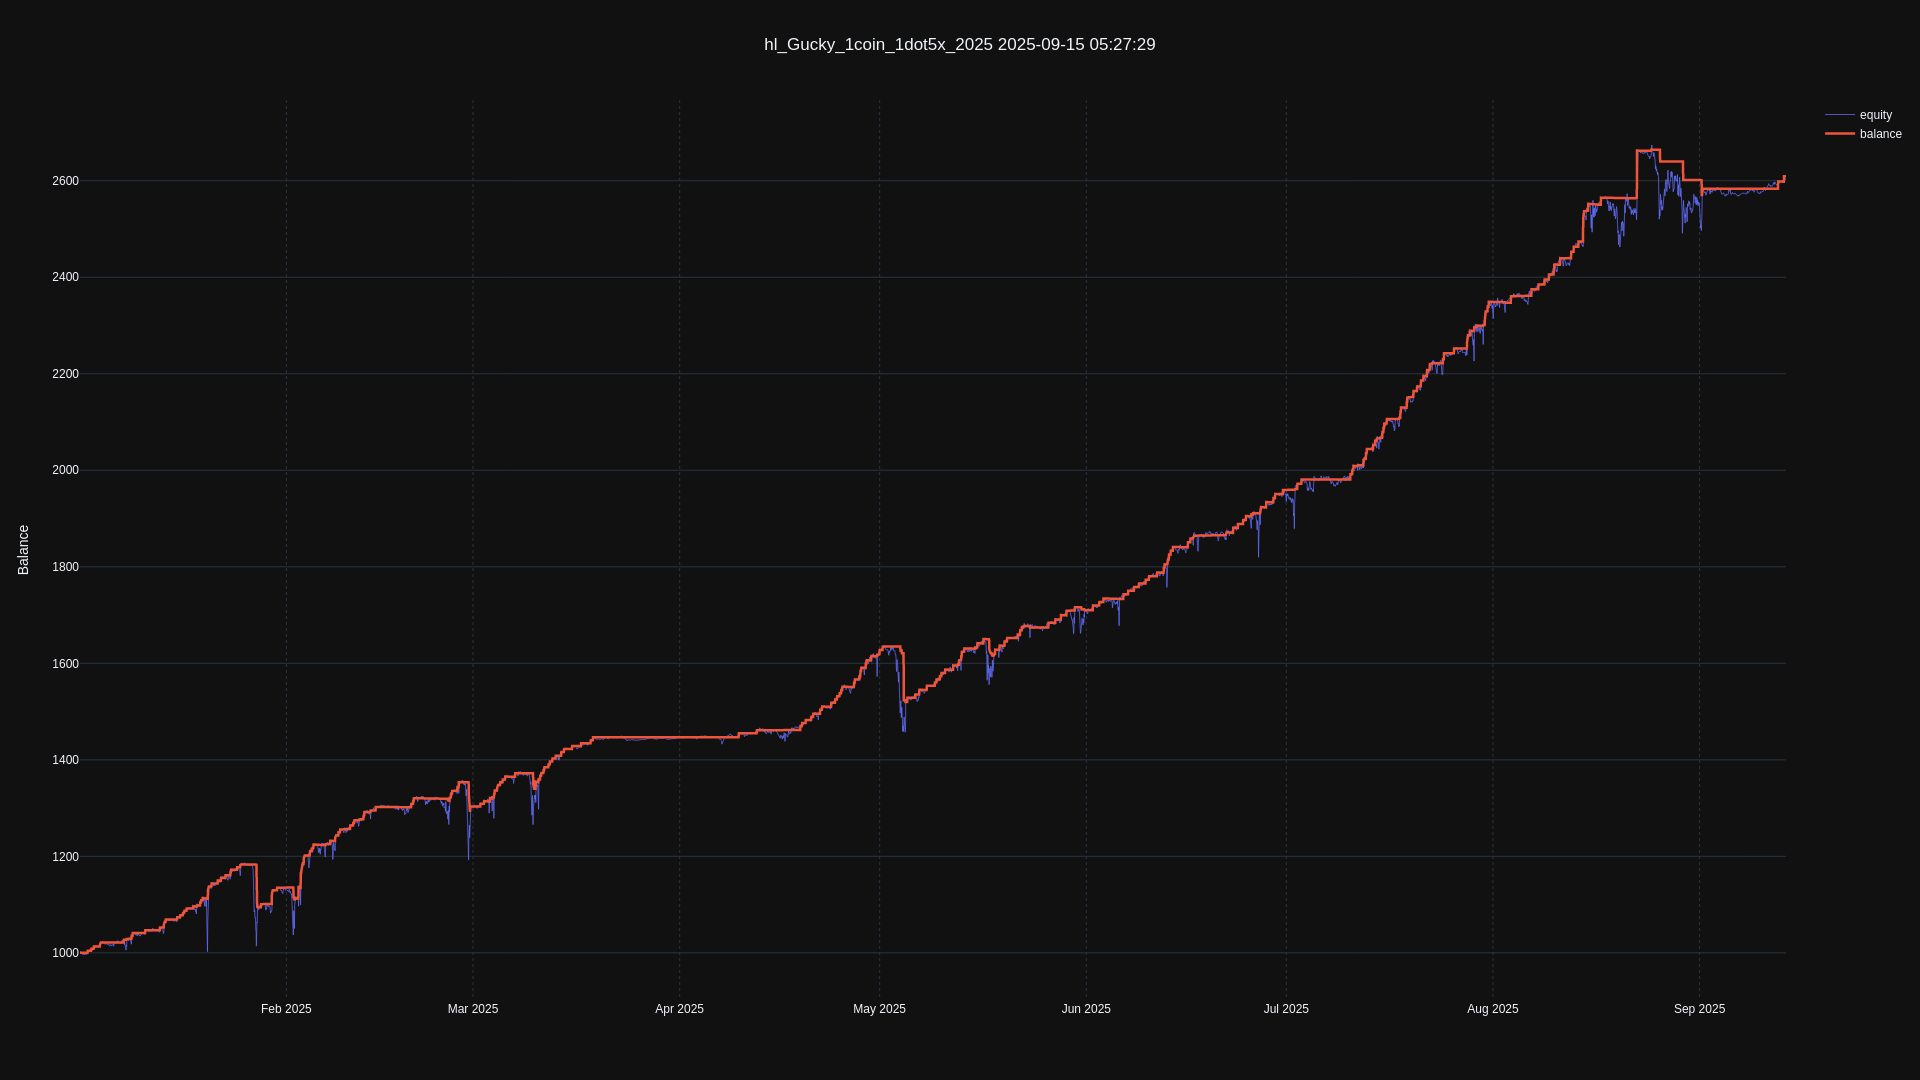 hl_Gucky_1coin_1dot5x_2025 2025-09-15 05:27:29
equity
balance
Balance
2600
2400
2200
2000
1800
1600
1400
1200
1000
Feb 2025
Mar 2025
Apr 2025
May 2025
Jun 2025
Jul 2025
Aug 2025
Sep 2025